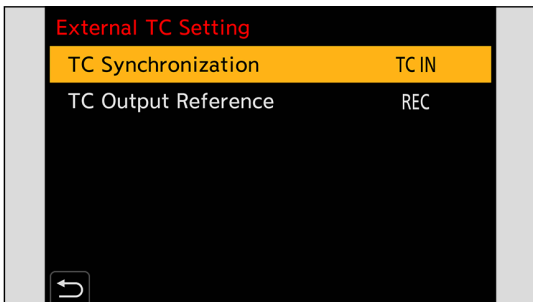 External TC Setting
TC Synchronization TC IN
TC Output Reference REC